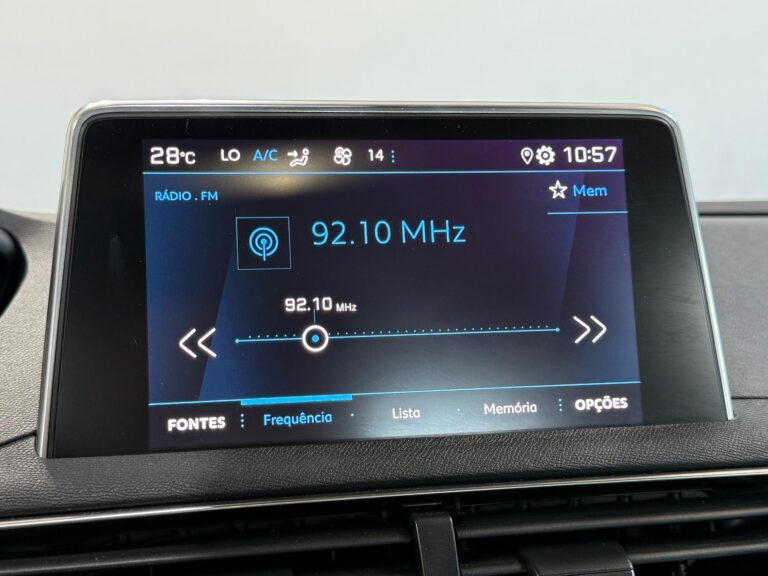 28°C LO A/C 14 10:57
RÁDIO . FM Mem
92.10 MHz
92.10 MHz
FONTES Frequência Lista Memória OPÇÕES